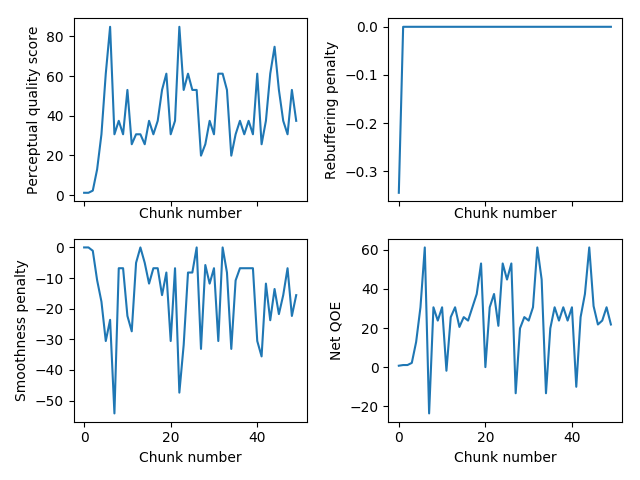 Perceptual quality score
80
60
40
20
0
Chunk number
Rebuffering penalty
0.0
−0.1
−0.2
−0.3
Chunk number
Smoothness penalty
0
−10
−20
−30
−40
−50
0 20 40
Chunk number
Net QOE
60
40
20
0
−20
0 20 40
Chunk number